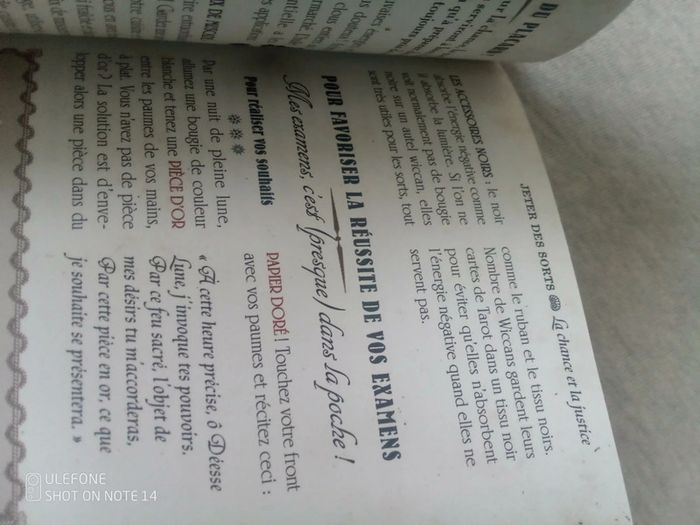 JETER DES SORTS La chance et la justice
LES ACCESSOIRES NOIRS : le noir
absorbe l'énergie négative comme
il absorbe la lumière. Si l'on ne
voit normalement pas de bougie
noire sur un autel wiccan, elles
sont très utiles pour les sorts, tout
comme le ruban et le tissu noirs.
Nombre de Wiccans gardent leurs
cartes de Tarot dans un tissu noir
pour éviter qu'elles n'absorbent
l'énergie négative quand elles ne
servent pas.
POUR FAVORISER LA RÉUSSITE DE VOS EXAMENS
Mes examens, c'est (presque) dans la poche !
Pour réaliser vos souhaits
Par une nuit de pleine lune,
allumez une bougie de couleur
blanche et tenez une PIÈCE D'OR
entre les paumes de vos mains,
à plat. Vous n'avez pas de pièce
d'or ? La solution est d'enve-
lopper alors une pièce dans du
PAPIER DORÉ ! Touchez votre front
avec vos paumes et récitez ceci :
« À cette heure précise, ô Déesse
Lune, j'invoque tes pouvoirs.
Par ce feu sacré, l'objet de
mes désirs tu m'accorderas,
Par cette pièce en or, ce que
je souhaite se présentera. »
DU PLACARD
toujours
ULEFONE
SHOT ON NOTE 14